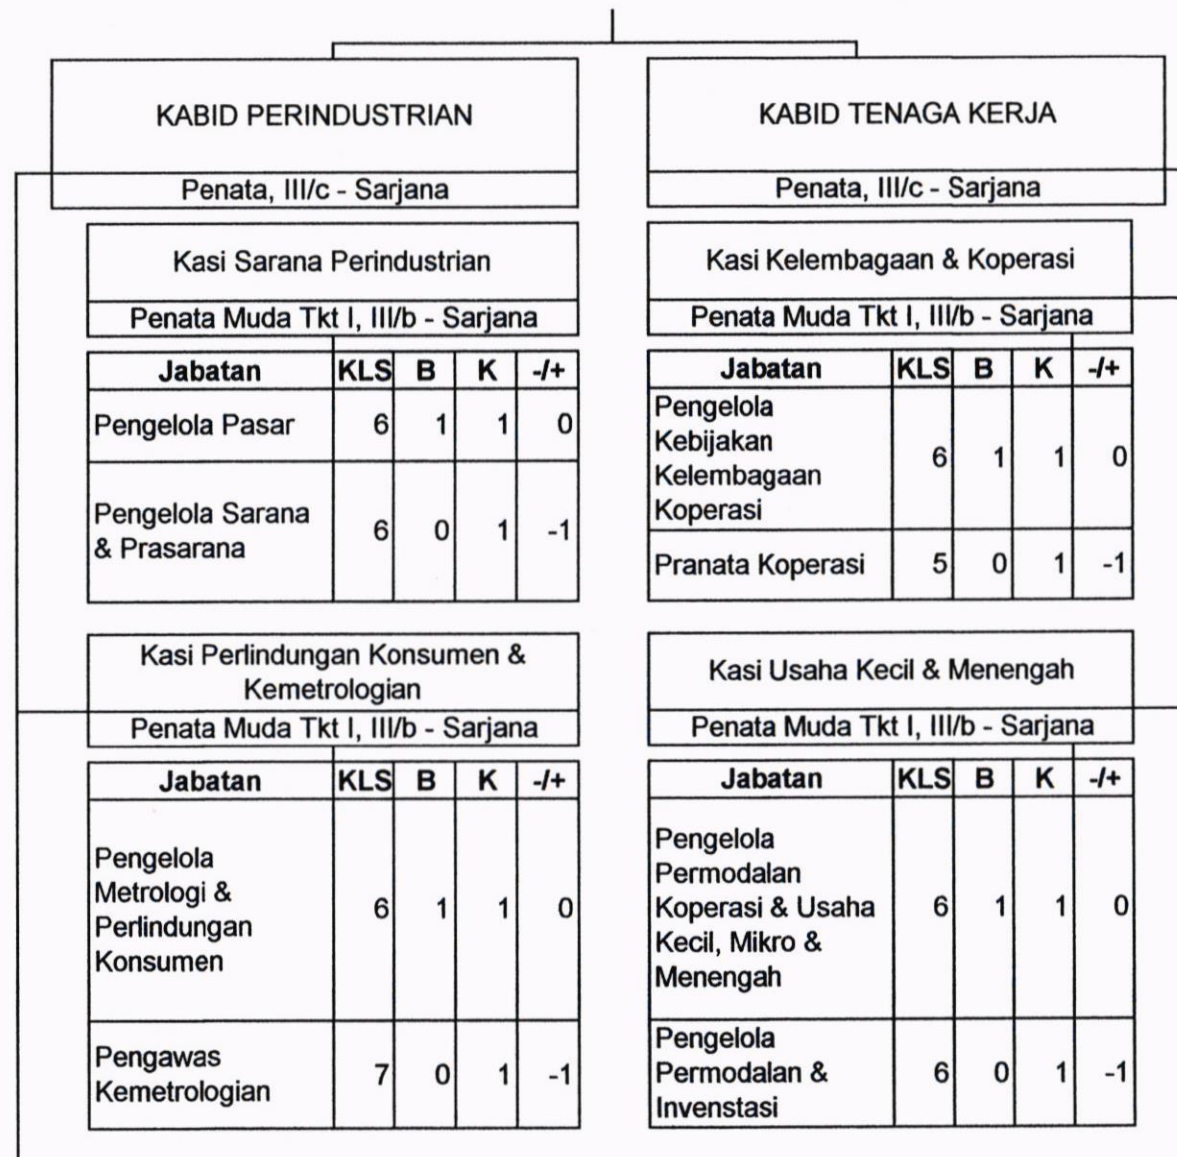 KABID PERINDUSTRIAN
Penata, III/c - Sarjana
Kasi Sarana Perindustrian
Penata Muda Tkt I, III/b - Sarjana
Jabatan KLS B K -/+
Pengelola Pasar 6 1 1 0
Pengelola Sarana
& Prasarana 6 0 1 -1
Kasi Perlindungan Konsumen &
Kemetrologian
Penata Muda Tkt I, III/b - Sarjana
Jabatan KLS B K -/+
Pengelola
Metrologi &
Perlindungan
Konsumen 6 1 1 0
Pengawas
Kemetrologian 7 0 1 -1
KABID TENAGA KERJA
Penata, III/c - Sarjana
Kasi Kelembagaan & Koperasi
Penata Muda Tkt I, III/b - Sarjana
Jabatan KLS B K -/+
Pengelola
Kebijakan
Kelembagaan
Koperasi 6 1 1 0
Pranata Koperasi 5 0 1 -1
Kasi Usaha Kecil & Menengah
Penata Muda Tkt I, III/b - Sarjana
Jabatan KLS B K -/+
Pengelola
Permodalan
Koperasi & Usaha
Kecil, Mikro &
Menengah 6 1 1 0
Pengelola
Permodalan &
Invenstasi 6 0 1 -1